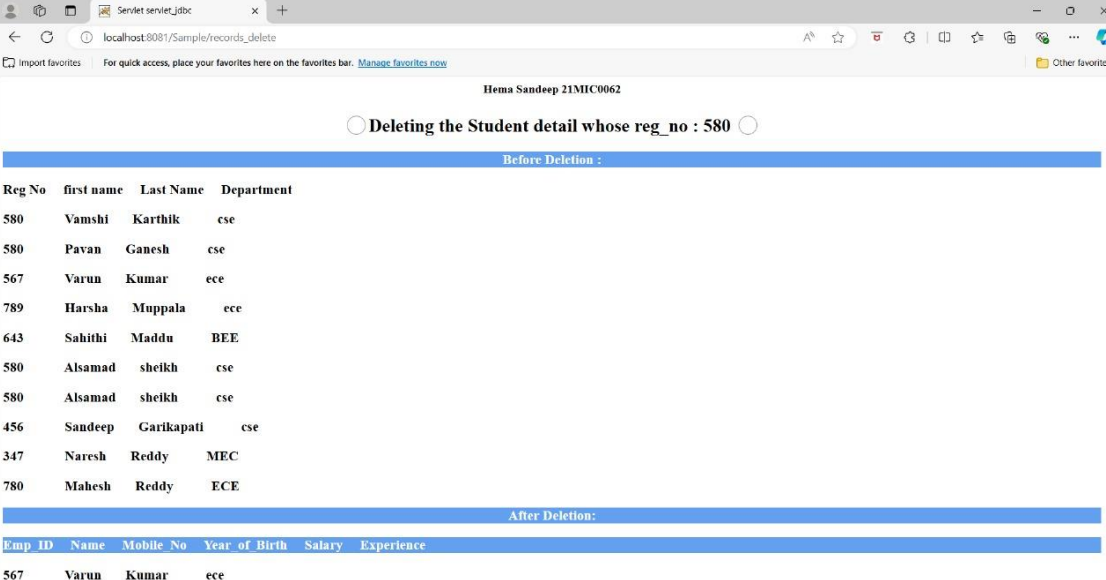 Servlet servlet_jdbc
localhost:8081/Sample/records_delete
Import favorites For quick access, place your favorites here on the favorites bar. Manage favorites now Other favorite
Hema Sandeep 21MIC0062
Deleting the Student detail whose reg_no : 580
Before Deletion :
Reg No first name Last Name Department
580 Vamshi Karthik cse
580 Pavan Ganesh cse
567 Varun Kumar ece
789 Harsha Muppala ece
643 Sahithi Maddu BEE
580 Alsamad sheikh cse
580 Alsamad sheikh cse
456 Sandeep Garikapati cse
347 Naresh Reddy MEC
780 Mahesh Reddy ECE
After Deletion:
Emp_ID Name Mobile_No Year_of_Birth Salary Experience
567 Varun Kumar ece